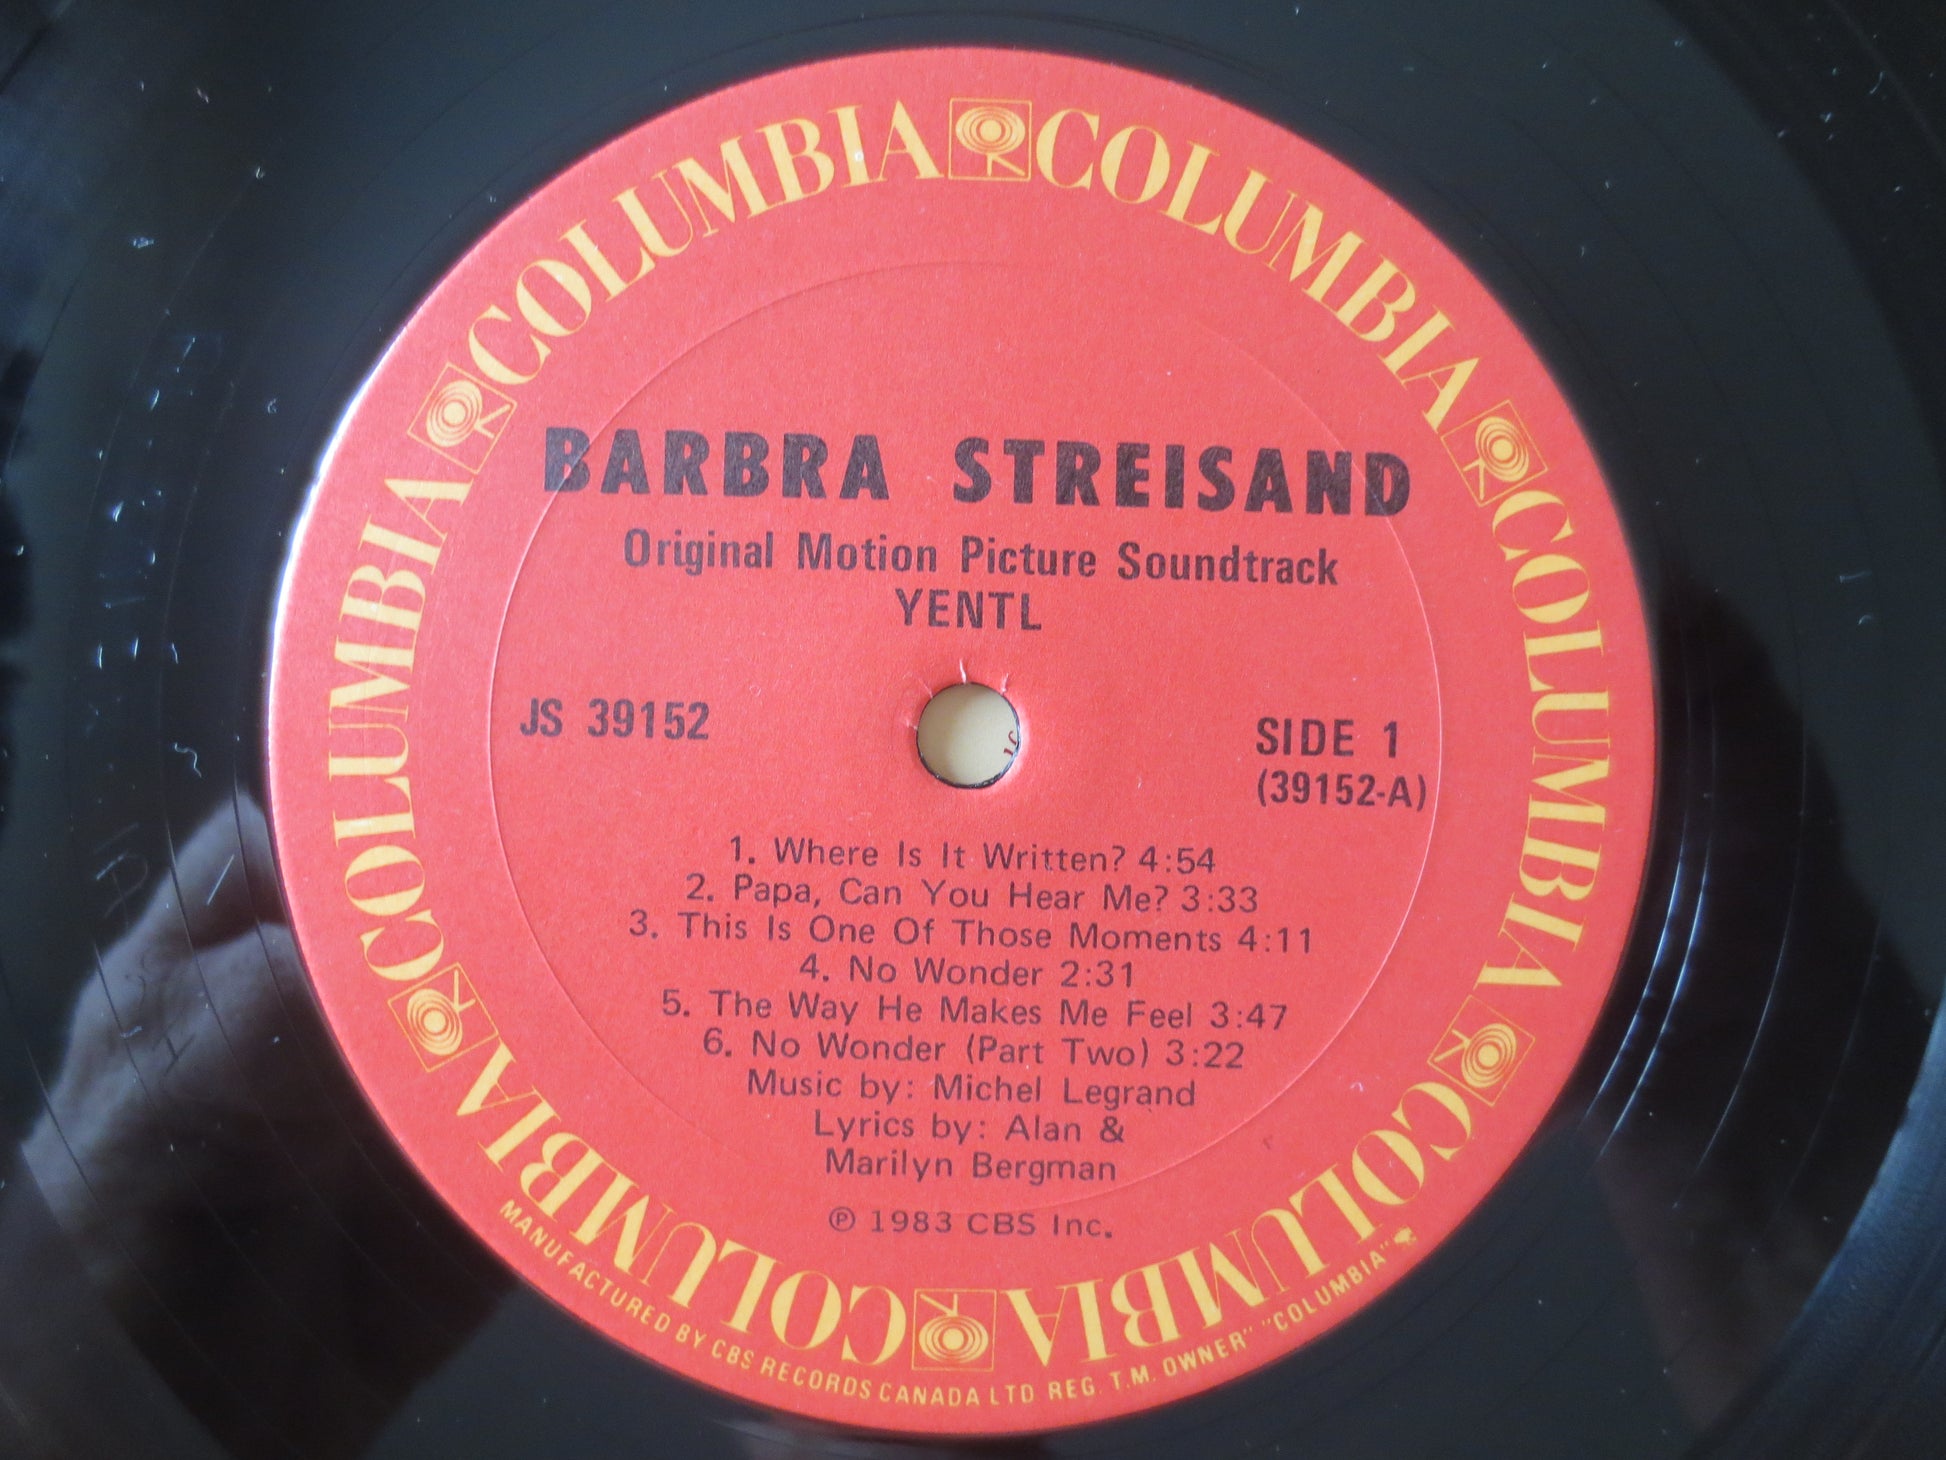 COLUMBIA COLUMBIA COLUMBIA COLUMBIA COLUMBIA COLUMBIA
BARBRA STREISAND
Original Motion Picture Soundtrack
YENTL
JS 39152
SIDE 1
(39152-A)
1. Where Is It Written? 4:54
2. Papa, Can You Hear Me? 3:33
3. This Is One Of Those Moments 4:11
4. No Wonder 2:31
5. The Way He Makes Me Feel 3:47
6. No Wonder (Part Two) 3:22
Music by: Michel Legrand
Lyrics by: Alan &
Marilyn Bergman
℗ 1983 CBS Inc.
MANUFACTURED BY CBS RECORDS CANADA LTD REG. T.M. OWNER" "COLUMBIA"